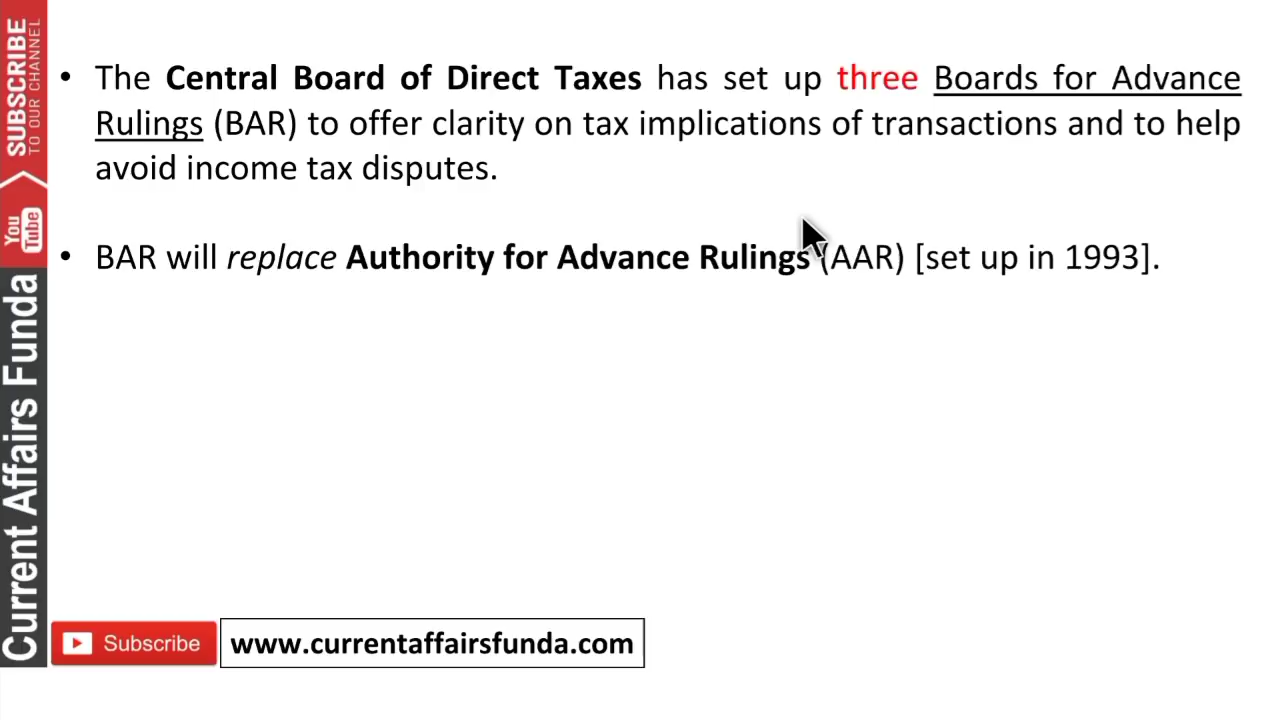 • The Central Board of Direct Taxes has set up three Boards for Advance
Rulings (BAR) to offer clarity on tax implications of transactions and to help
avoid income tax disputes.
• BAR will replace Authority for Advance Rulings (AAR) [set up in 1993].
SUBSCRIBE
TO OUR CHANNEL
You
Tube
Current Affairs Funda
Subscribe
www.currentaffairsfunda.com